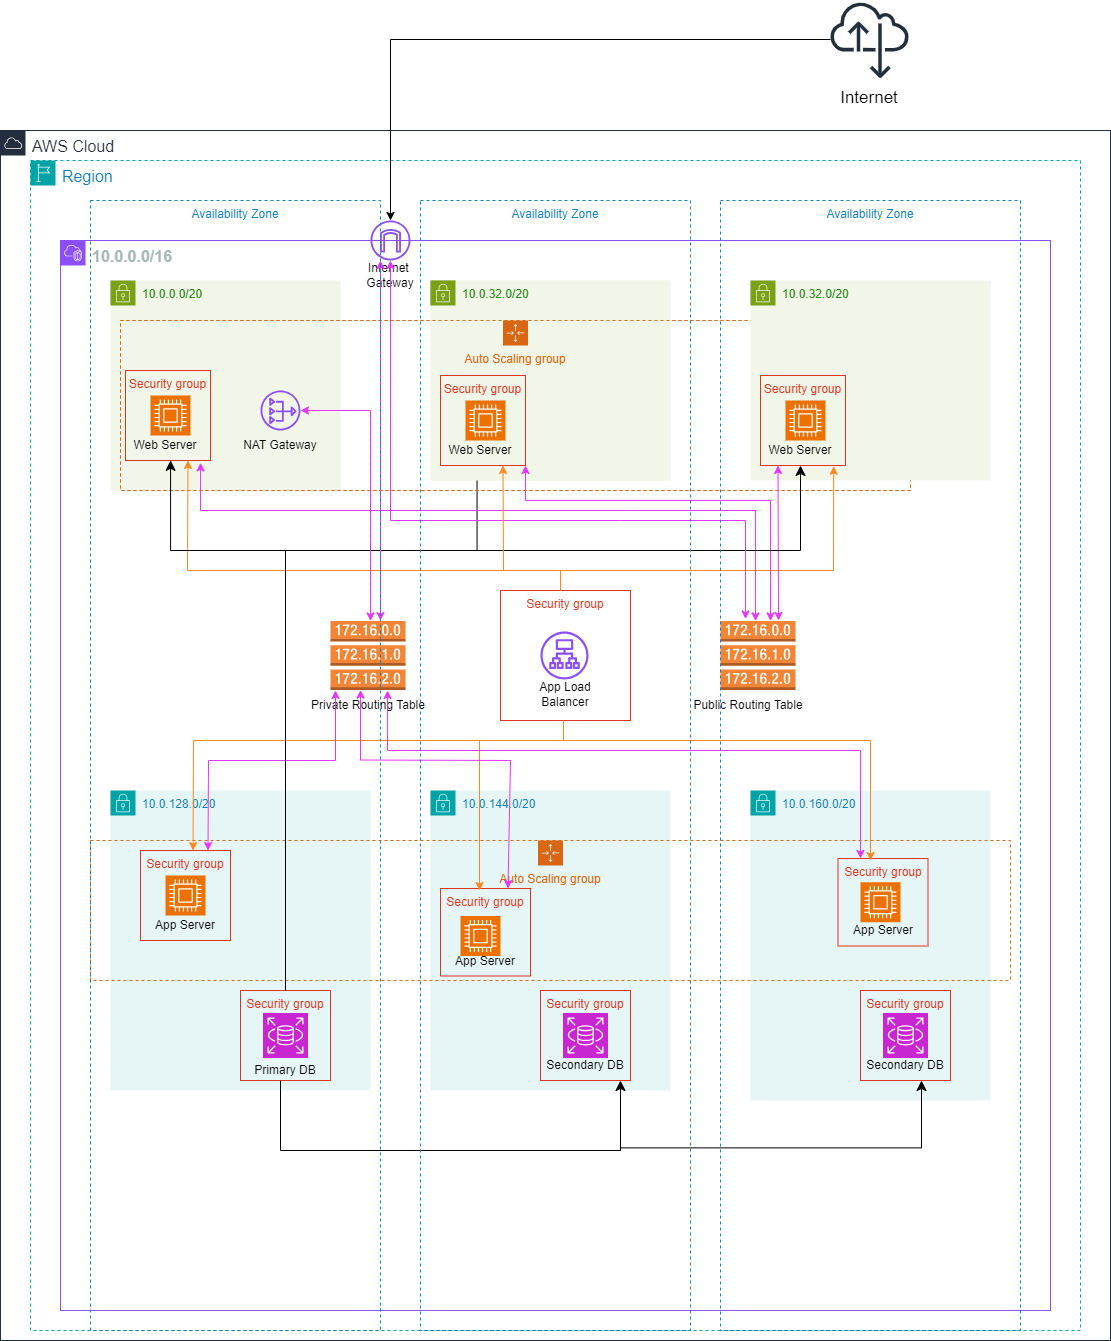 Internet
AWS Cloud
Region
Availability Zone
Availability Zone
Availability Zone
10.0.0.0/16
Internet
Gateway
10.0.0.0/20
10.0.32.0/20
10.0.32.0/20
Auto Scaling group
Security group
Web Server
NAT Gateway
Security group
Web Server
Security group
Web Server
172.16.0.0
172.16.1.0
172.16.2.0
Private Routing Table
Security group
App Load
Balancer
172.16.0.0
172.16.1.0
172.16.2.0
Public Routing Table
10.0.128.0/20
10.0.144.0/20
10.0.160.0/20
Auto Scaling group
Security group
App Server
Security group
App Server
Security group
App Server
Security group
Primary DB
Security group
Secondary DB
Security group
Secondary DB